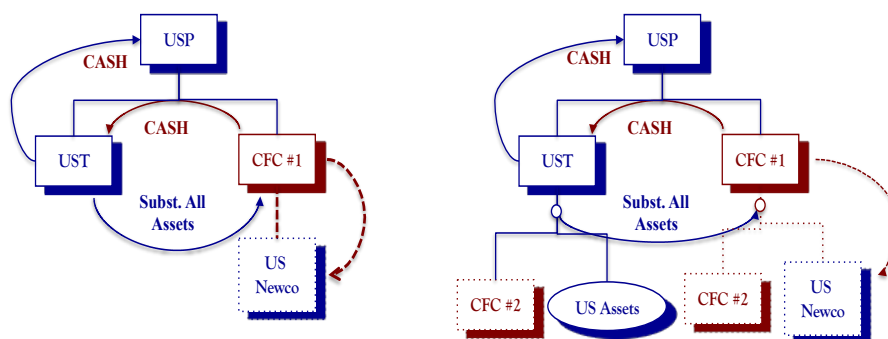 USP
CASH
CASH
UST
CFC #1
Subst. All
Assets
US
Newco
USP
CASH
CASH
UST
CFC #1
Subst. All
Assets
CFC #2
US Assets
CFC #2
US
Newco